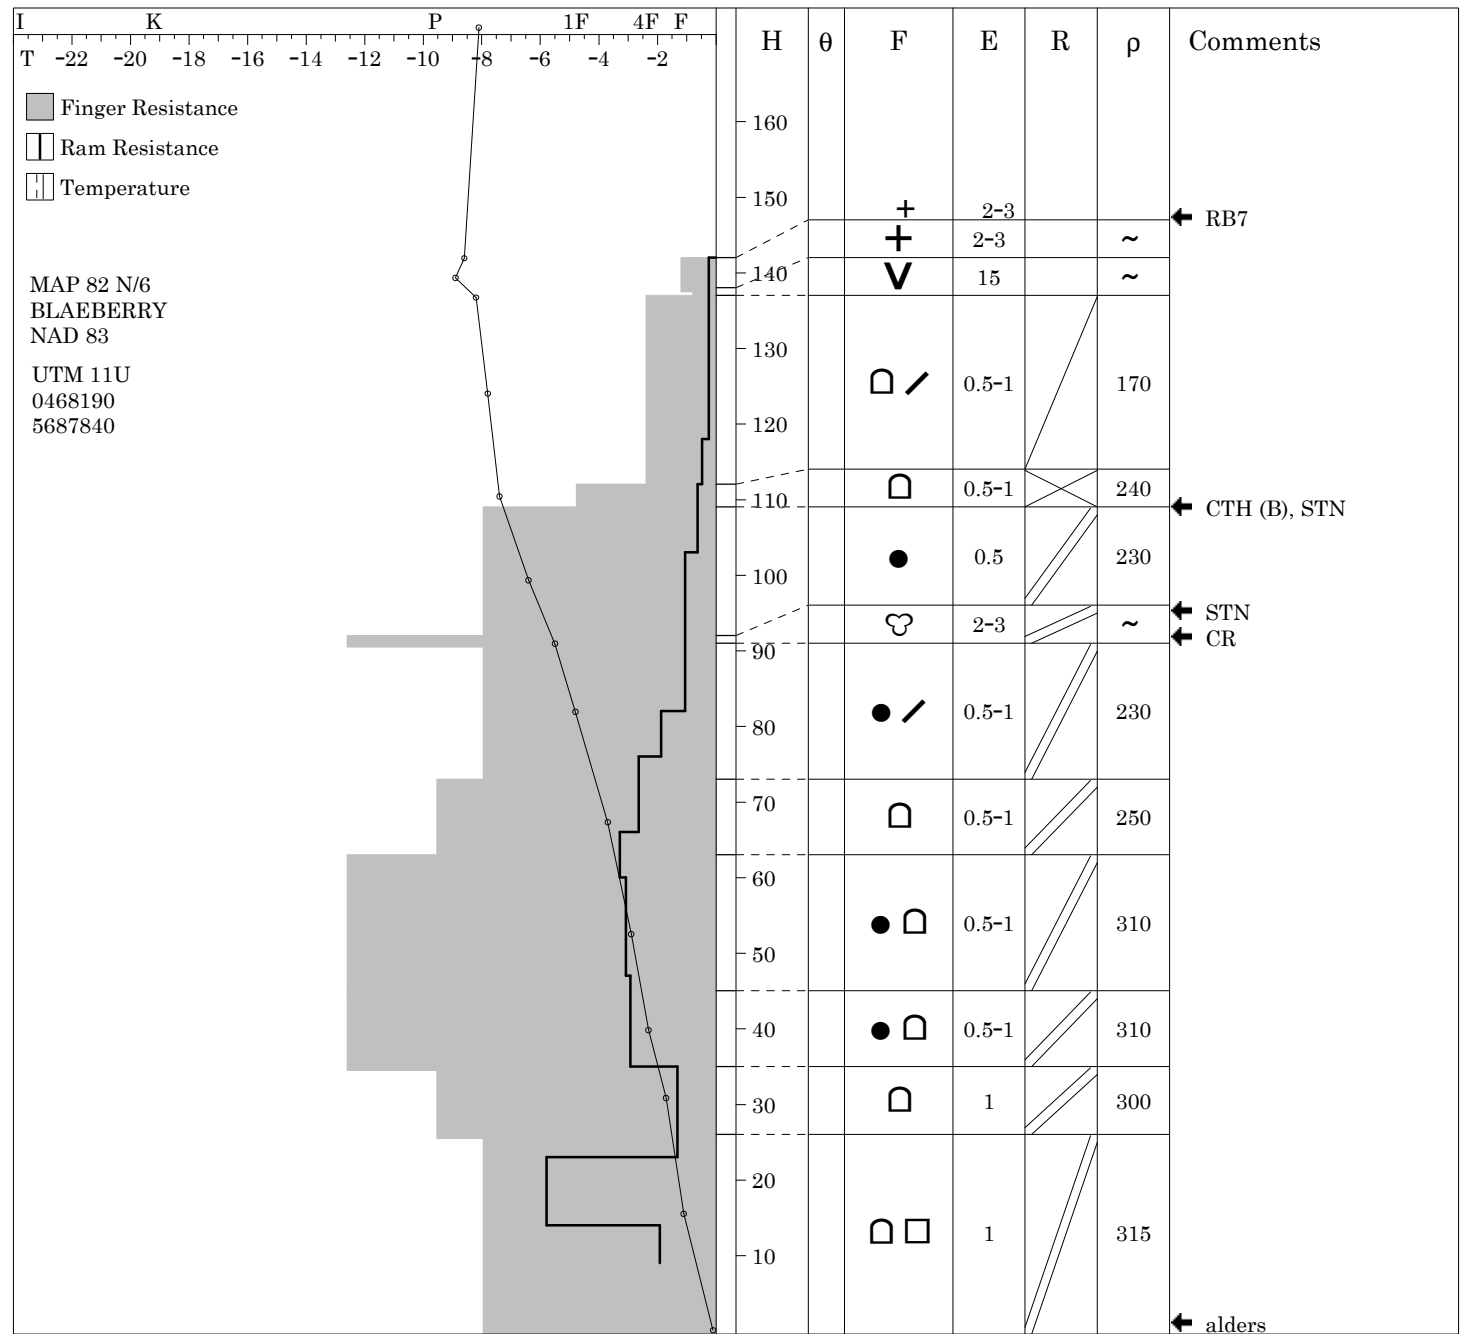 I K P 1F 4F F
T -22 -20 -18 -16 -14 -12 -10 -8 -6 -4 -2
H θ F E R ρ Comments
Finger Resistance
Ram Resistance
Temperature
MAP 82 N/6
BLAEBERRY
NAD 83
UTM 11U
0468190
5687840
160
150
140
130
120
110
100
90
80
70
60
50
40
30
20
10
+ 2-3 RB7
+ 2-3 ~
V 15 ~
0.5-1 170
0.5-1 240
CTH (B), STN
0.5 230
STN
2-3 ~
CR
0.5-1 230
0.5-1 250
0.5-1 310
0.5-1 310
1 300
1 315
alders